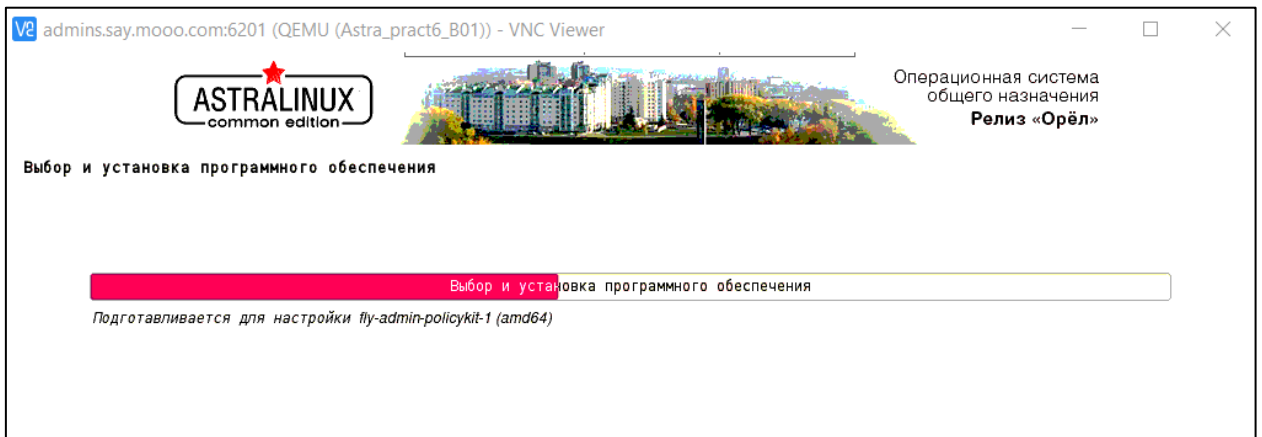 admins.say.mooo.com:6201 (QEMU (Astra_pract6_B01)) - VNC Viewer
ASTRALINUX
common edition
Операционная система
общего назначения
Релиз «Орёл»
Выбор и установка программного обеспечения
Выбор и установка программного обеспечения
Подготавливается для настройки fly-admin-policykit-1 (amd64)